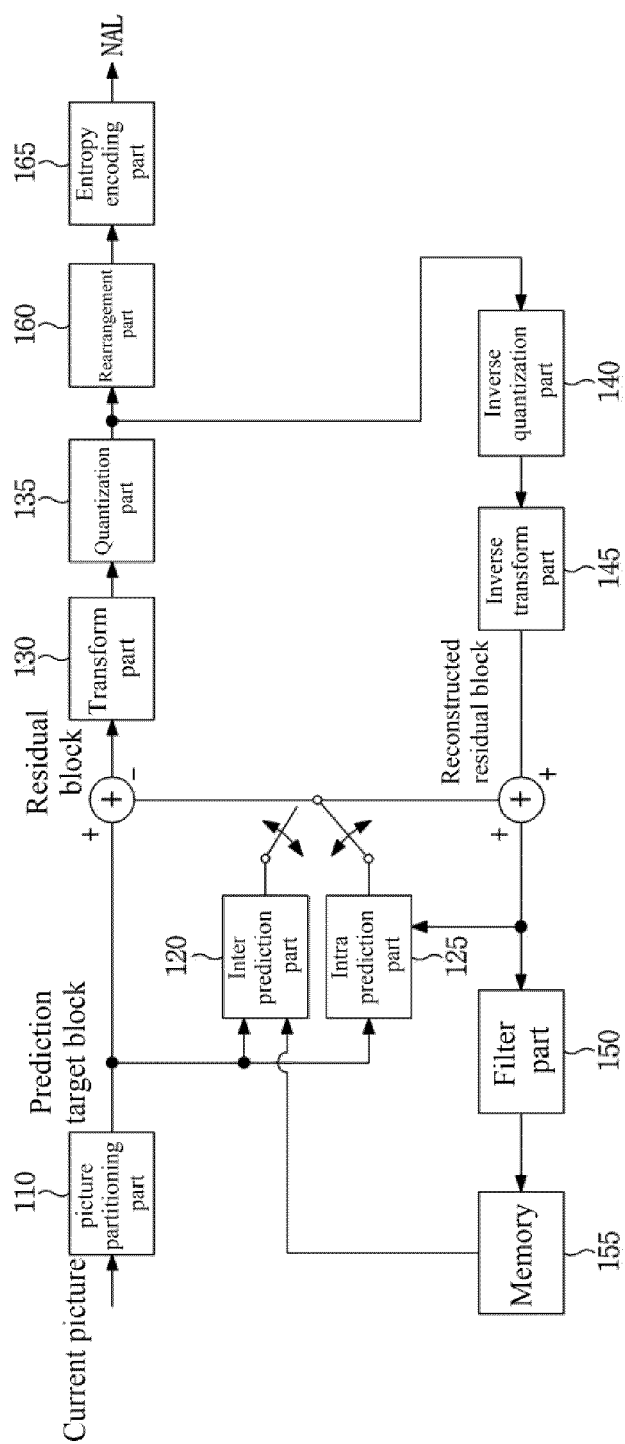 Current picture
110
picture
partitioning
part
Prediction
target block
Residual
block
+
−
+
130
Transform
part
135
Quantization
part
160
Rearrangement
part
165
Entropy
encoding
part
NAL
120
Inter
prediction
part
Intra
prediction
part
125
Memory
155
Filter
part
150
+
+
+
Reconstructed
residual block
Inverse
transform
part
145
Inverse
quantization
part
140